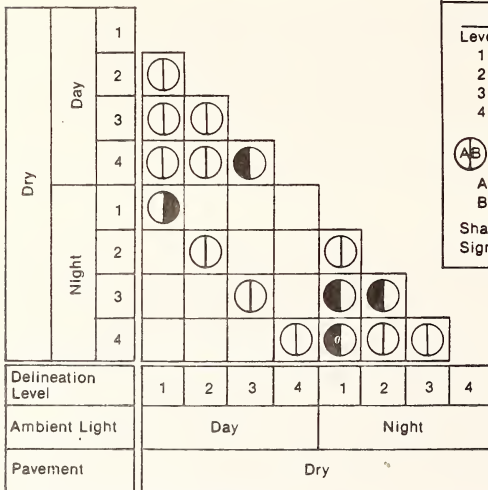 Dry
Day
1
2
3
4
Night
1
2
3
4
Leve
1
2
3
4
AB
A
B
Sha
Sign
Delineation Level 1 2 3 4 1 2 3 4
Ambient Light Day Night
Pavement Dry